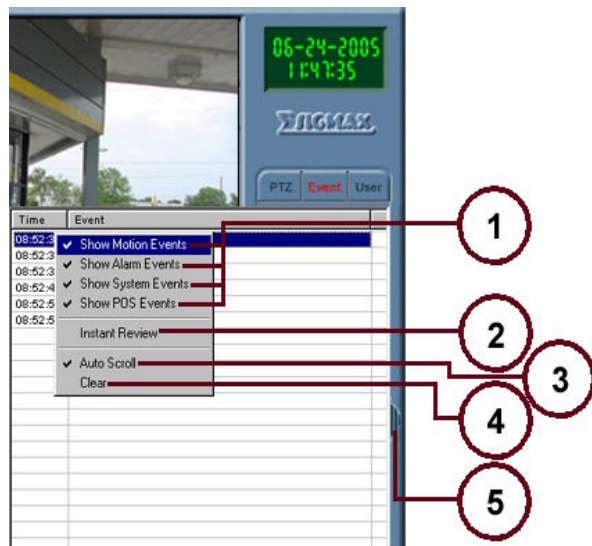 06-24-2005
11:47:35
ΣIGMAX
PTZ Event User
Time Event
08:52:3
Show Motion Events
1
08:52:3
Show Alarm Events
08:52:3
Show System Events
08:52:4
Show POS Events
08:52:5
08:52:5
Instant Review
2
Auto Scroll
3
Clear
4
5